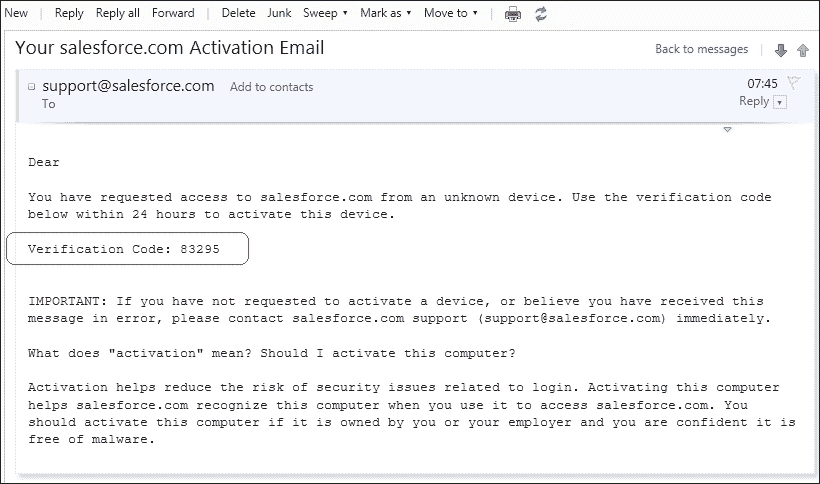 New Reply Reply all Forward Delete Junk Sweep Mark as Move to
Your salesforce.com Activation Email
Back to messages
support@salesforce.com Add to contacts
07:45
To
Reply
Dear
You have requested access to salesforce.com from an unknown device. Use the verification code
below within 24 hours to activate this device.
Verification Code: 83295
IMPORTANT: If you have not requested to activate a device, or believe you have received this
message in error, please contact salesforce.com support (support@salesforce.com) immediately.
What does "activation" mean? Should I activate this computer?
Activation helps reduce the risk of security issues related to login. Activating this computer
helps salesforce.com recognize this computer when you use it to access salesforce.com. You
should activate this computer if it is owned by you or your employer and you are confident it is
free of malware.